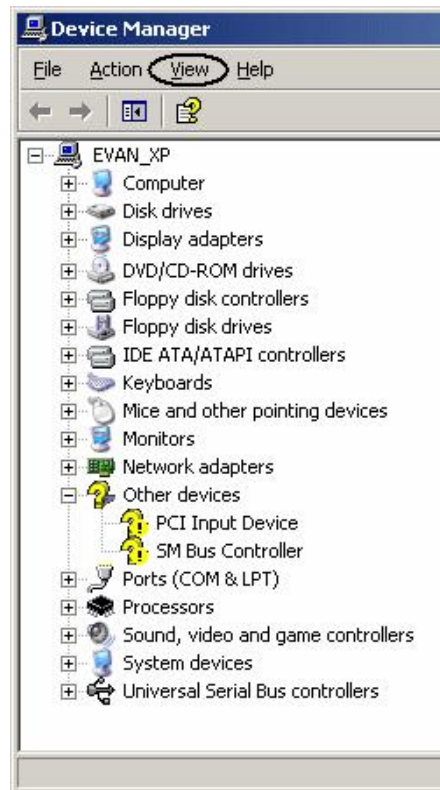 Device Manager
File Action View Help
EVAN_XP
Computer
Disk drives
Display adapters
DVD/CD-ROM drives
Floppy disk controllers
Floppy disk drives
IDE ATA/ATAPI controllers
Keyboards
Mice and other pointing devices
Monitors
Network adapters
Other devices
PCI Input Device
SM Bus Controller
Ports (COM & LPT)
Processors
Sound, video and game controllers
System devices
Universal Serial Bus controllers